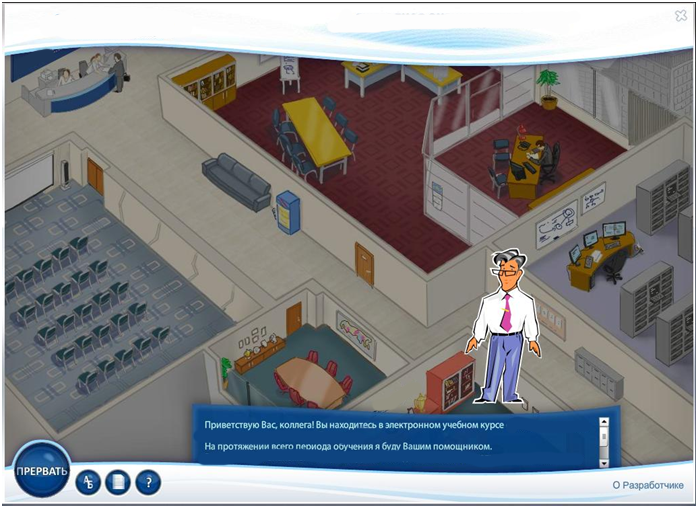 Приветствую Вас, коллега! Вы находитесь в электронном учебном курсе
На протяжении всего периода обучения я буду Вашим помощником.
ПРЕРВАТЬ
А
Б
?
О Разработчике